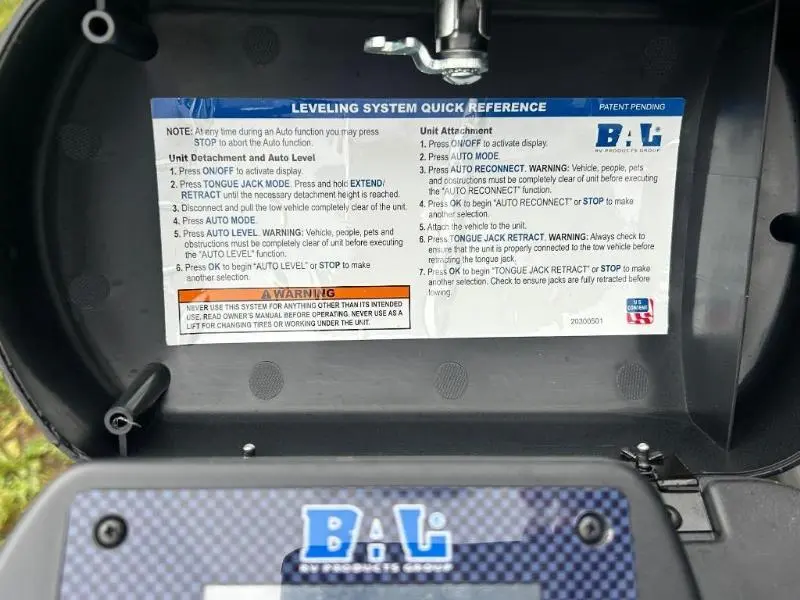 LEVELING SYSTEM QUICK REFERENCE
PATENT PENDING
NOTE: At any time during an Auto function you may press
STOP to abort the Auto function.
Unit Detachment and Auto Level
1. Press ON/OFF to activate display.
2. Press TONGUE JACK MODE. Press and hold EXTEND/
RETRACT until the necessary detachment height is reached.
3. Disconnect and pull the tow vehicle completely clear of the unit.
4. Press AUTO MODE.
5. Press AUTO LEVEL. WARNING: Vehicle, people, pets and
obstructions must be completely clear of unit before executing
the "AUTO LEVEL" function.
6. Press OK to begin "AUTO LEVEL" or STOP to make
another selection.
WARNING
NEVER USE THIS SYSTEM FOR ANYTHING OTHER THAN ITS INTENDED
USE. READ OWNER'S MANUAL BEFORE OPERATING. NEVER USE AS A
LIFT FOR CHANGING TIRES OR WORKING UNDER THE UNIT.
Unit Attachment
1. Press ON/OFF to activate display.
2. Press AUTO MODE.
3. Press AUTO RECONNECT. WARNING: Vehicle, people, pets
and obstructions must be completely clear of unit before executing
the "AUTO RECONNECT" function.
4. Press OK to begin "AUTO RECONNECT" or STOP to make
another selection.
5. Attach the vehicle to the unit.
6. Press TONGUE JACK RETRACT. WARNING: Always check to
ensure that the unit is properly connected to the tow vehicle before
retracting the tongue jack.
7. Press OK to begin "TONGUE JACK RETRACT" or STOP to make
another selection. Check to ensure jacks are fully retracted before
towing.
BAL
RV PRODUCTS GROUP
20300501
US
CONTENT
BAL®
RV PRODUCTS GROUP